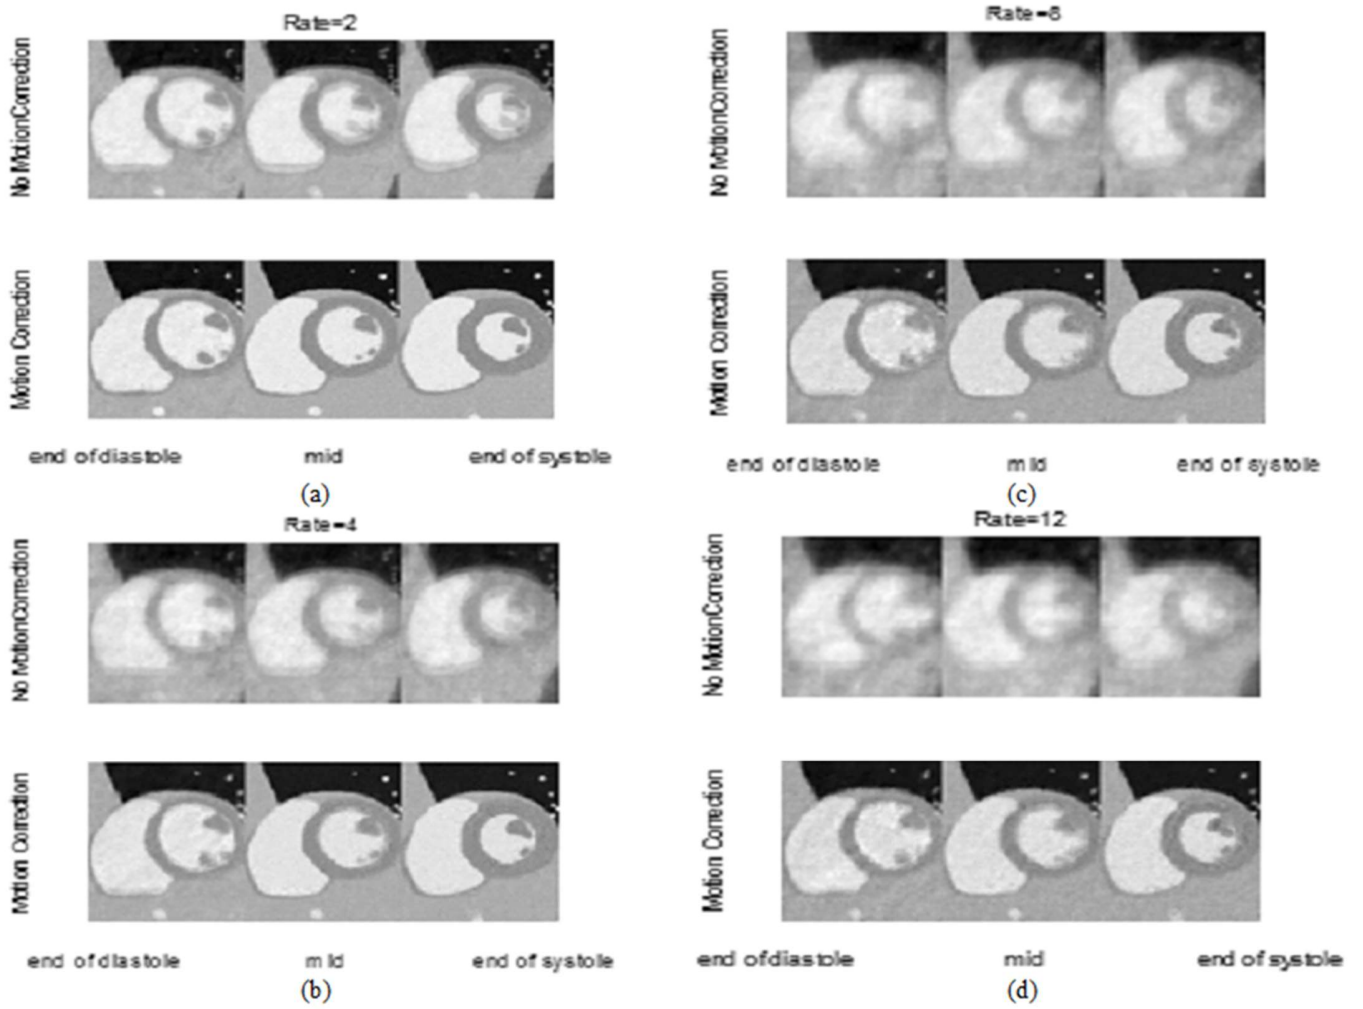 Rate=2
No MotionCorrection
Motion Correction
end of diastole
mid
end of systole
(a)
Rate=4
No MotionCorrection
Motion Correction
end of diastole
mid
end of systole
(b)
Rate=8
No MotionCorrection
Motion Correction
end of diastole
mid
end of systole
(c)
Rate=12
No MotionCorrection
Motion Correction
end of diastole
mid
end of systole
(d)